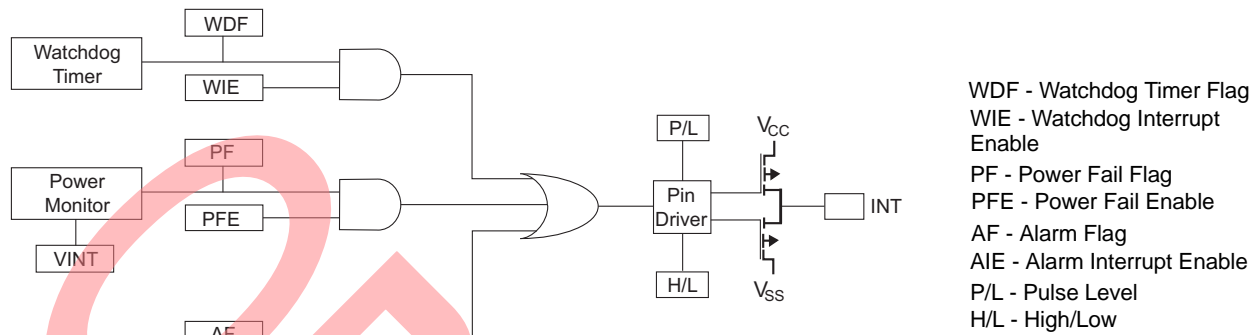 WDF
Watchdog
Timer
WIE
P/L
VCC
PF
Power
Monitor
PFE
Pin
Driver
INT
VINT
H/L
VSS
AF
WDF - Watchdog Timer Flag
WIE - Watchdog Interrupt
Enable
PF - Power Fail Flag
PFE - Power Fail Enable
AF - Alarm Flag
AIE - Alarm Interrupt Enable
P/L - Pulse Level
H/L - High/Low